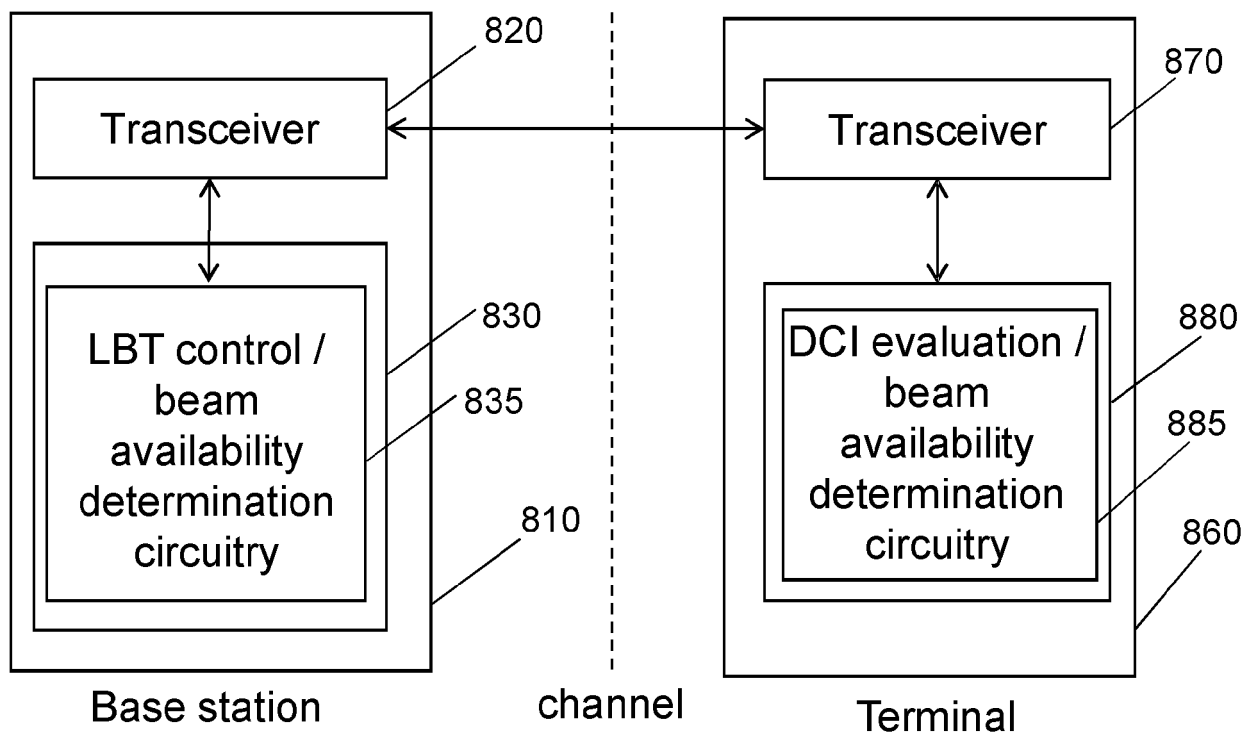 820
Transceiver
830
LBT control /
beam
availability
determination
circuitry
835
810
Base station
channel
870
Transceiver
880
DCI evaluation /
beam
availability
determination
circuitry
885
860
Terminal